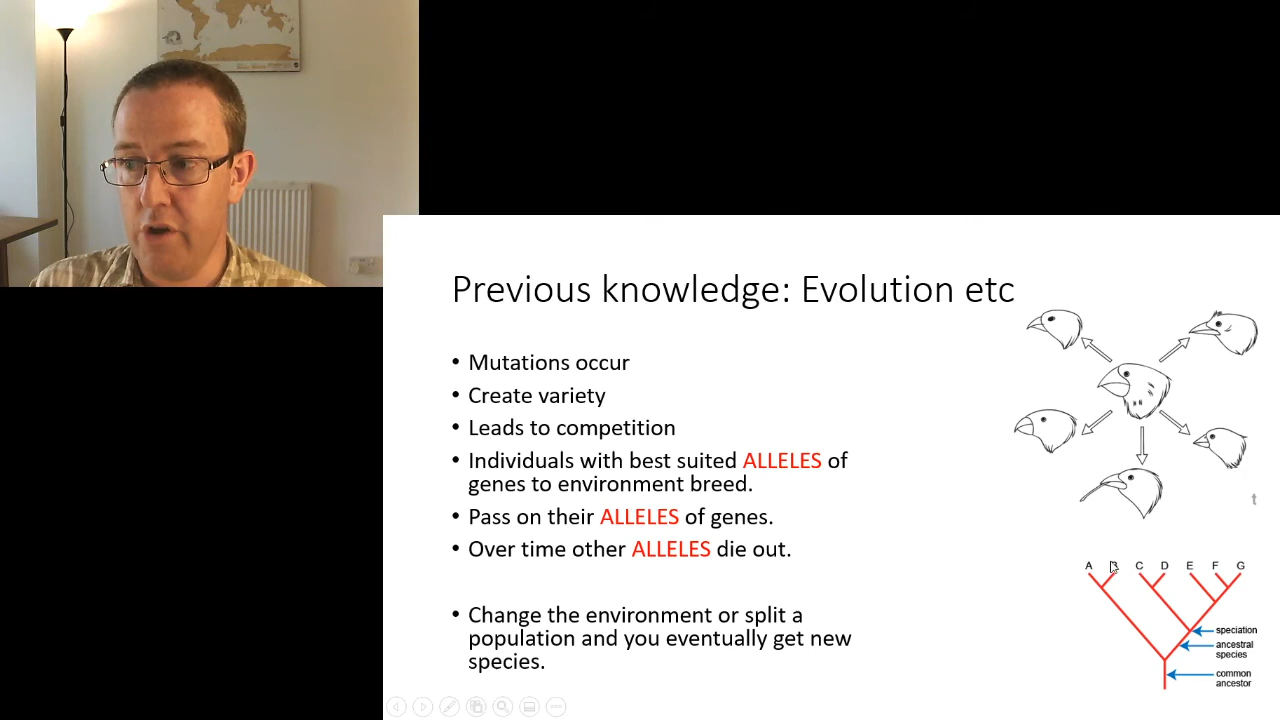 Previous knowledge: Evolution etc
• Mutations occur
• Create variety
• Leads to competition
• Individuals with best suited ALLELES of
genes to environment breed.
• Pass on their ALLELES of genes.
• Over time other ALLELES die out.
• Change the environment or split a
population and you eventually get new
species.
t
A B C D E F G
speciation
ancestral
species
common
ancestor